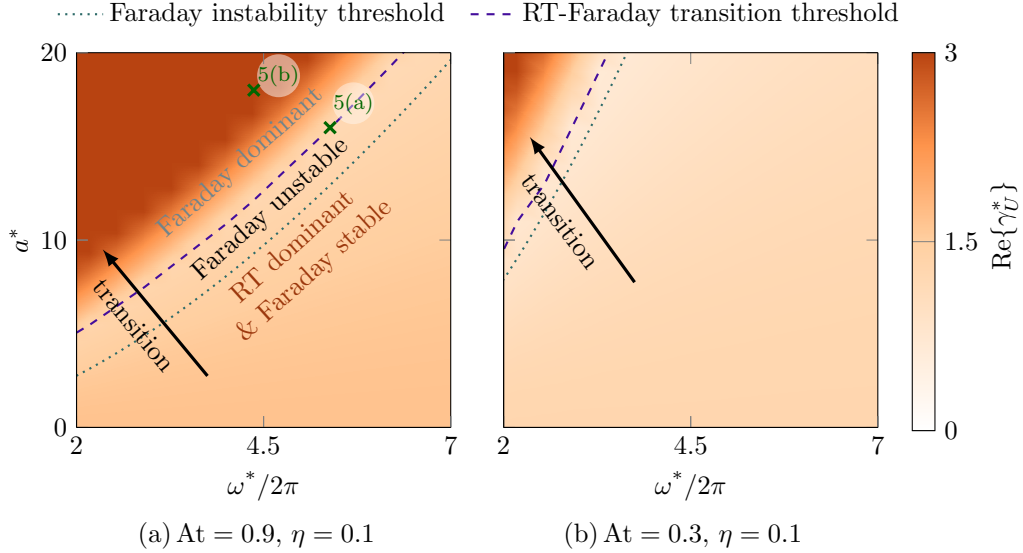 Faraday instability threshold
RT-Faraday transition threshold
20
10
0
a*
2
4.5
7
ω*/2π
5(b)
5(a)
Faraday dominant
Faraday unstable
RT dominant
& Faraday stable
transition
(a) At = 0.9, η = 0.1
transition
2
4.5
7
ω*/2π
(b) At = 0.3, η = 0.1
3
1.5
0
Re{γ*_U}